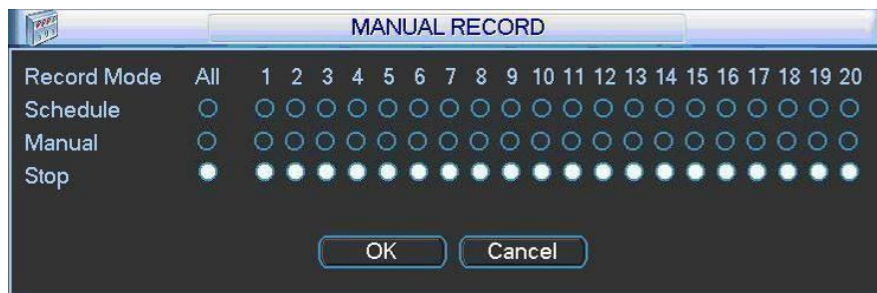 MANUAL RECORD
Record Mode All 1 2 3 4 5 6 7 8 9 10 11 12 13 14 15 16 17 18 19 20
Schedule
Manual
Stop
OK Cancel